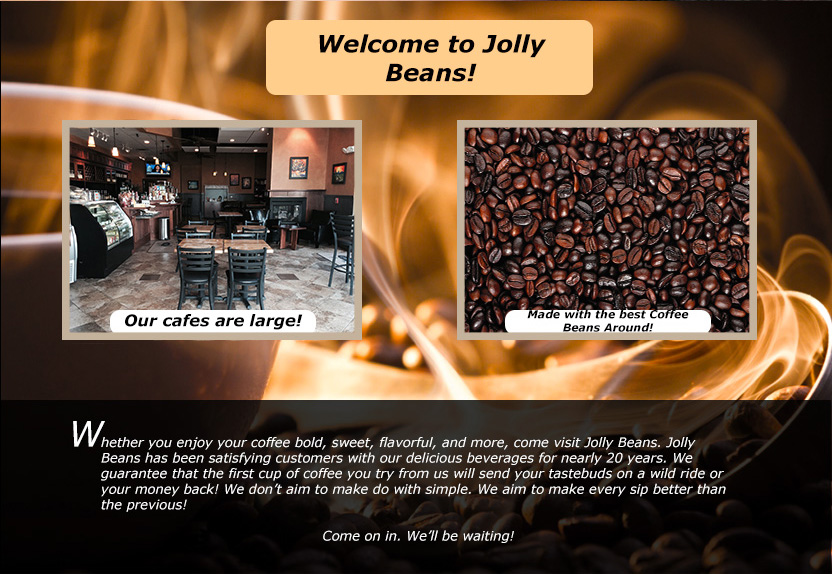 Welcome to Jolly
Beans!
Our cafes are large!
Made with the best Coffee
Beans Around!
Whether you enjoy your coffee bold, sweet, flavorful, and more, come visit Jolly Beans. Jolly
Beans has been satisfying customers with our delicious beverages for nearly 20 years. We
guarantee that the first cup of coffee you try from us will send your tastebuds on a wild ride or
your money back! We don’t aim to make do with simple. We aim to make every sip better than
the previous!
Come on in. We’ll be waiting!